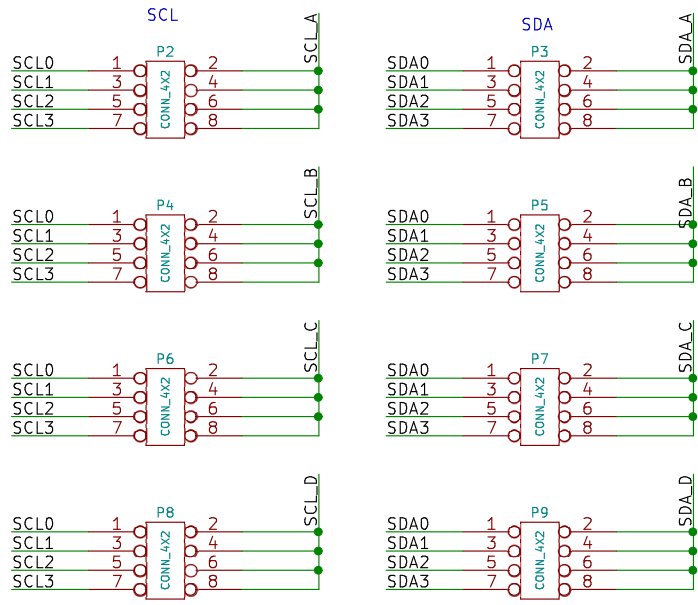 SCL
SDA
SCL_A
P2
SCL0 1 2
SCL1 3 4
SCL2 5 6
SCL3 7 8
CONN_4X2
SDA_A
P3
SDA0 1 2
SDA1 3 4
SDA2 5 6
SDA3 7 8
CONN_4X2
SCL_B
P4
SCL0 1 2
SCL1 3 4
SCL2 5 6
SCL3 7 8
CONN_4X2
SDA_B
P5
SDA0 1 2
SDA1 3 4
SDA2 5 6
SDA3 7 8
CONN_4X2
SCL_C
P6
SCL0 1 2
SCL1 3 4
SCL2 5 6
SCL3 7 8
CONN_4X2
SDA_C
P7
SDA0 1 2
SDA1 3 4
SDA2 5 6
SDA3 7 8
CONN_4X2
SCL_D
P8
SCL0 1 2
SCL1 3 4
SCL2 5 6
SCL3 7 8
CONN_4X2
SDA_D
P9
SDA0 1 2
SDA1 3 4
SDA2 5 6
SDA3 7 8
CONN_4X2